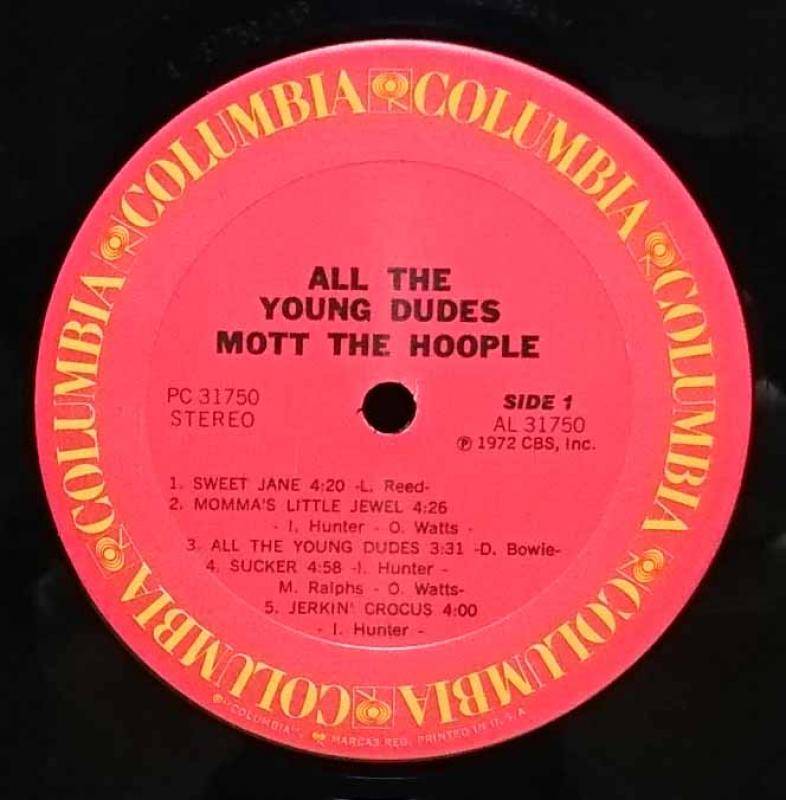 COLUMBIA COLUMBIA COLUMBIA COLUMBIA COLUMBIA COLUMBIA COLUMBIA COLUMBIA
ALL THE
YOUNG DUDES
MOTT THE HOOPLE
PC 31750
STEREO
SIDE 1
AL 31750
℗ 1972 CBS, Inc.
1. SWEET JANE 4:20 -L. Reed-
2. MOMMA'S LITTLE JEWEL 4:26
- I. Hunter - O. Watts -
3. ALL THE YOUNG DUDES 3:31 -D. Bowie-
4. SUCKER 4:58 -I. Hunter -
M. Ralphs - O. Watts-
5. JERKIN' CROCUS 4:00
- I. Hunter -
®"COLUMBIA", MARCAS REG. PRINTED IN U.S.A.